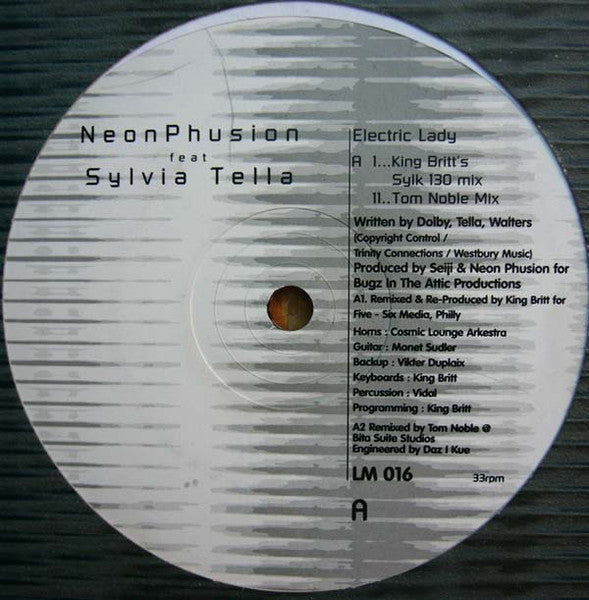 NeonPhusion
feat
Sylvia Tella
Electric Lady
A 1...King Britt's
Sylk 130 mix
11..Tom Noble Mix
Written by Dolby, Tella, Walters
(Copyright Control /
Trinity Connections / Westbury Music)
Produced by Seiji & Neon Phusion for
Bugz In The Attic Productions
A1. Remixed & Re-Produced by King Britt for
Five - Six Media, Philly
Horns : Cosmic Lounge Arkestra
Guitar : Monet Sudler
Backup : Vikter Duplaix
Keyboards : King Britt
Percussion : Vidal
Programming : King Britt
A2 Remixed by Tom Noble @
Bita Suite Studios
Engineered by Daz I Kue
LM 016 33rpm
A